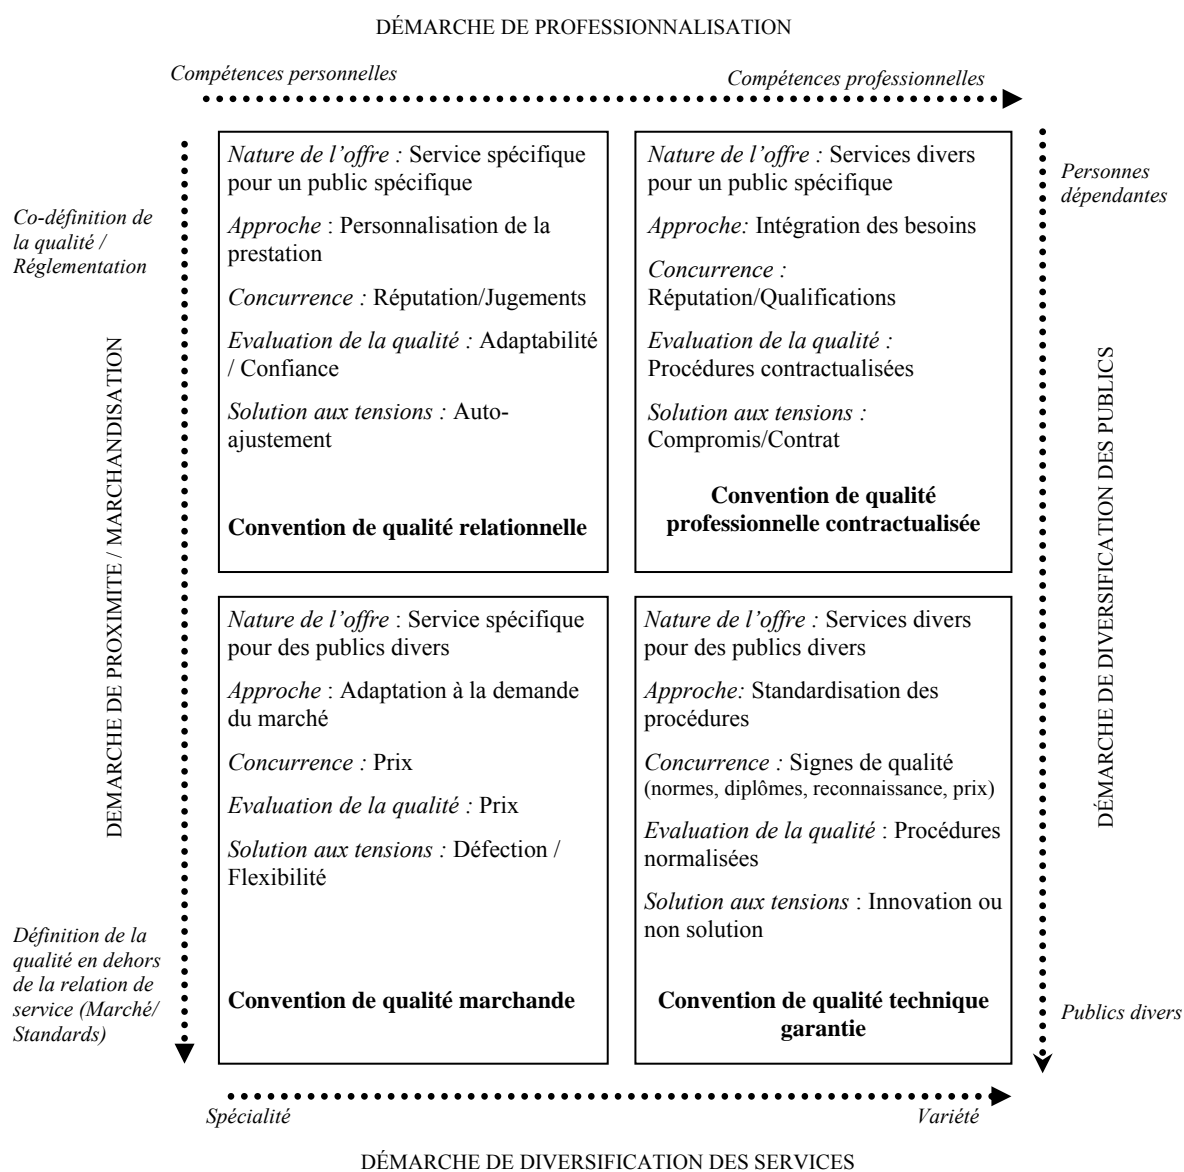 DÉMARCHE DE PROFESSIONNALISATION
Compétences personnelles
Compétences professionnelles
Co-définition de
la qualité /
Réglementation
DEMARCHE DE PROXIMITE / MARCHANDISATION
Définition de la
qualité en dehors
de la relation de
service (Marché/
Standards)
Nature de l'offre : Service spécifique
pour un public spécifique
Approche : Personnalisation de la
prestation
Concurrence : Réputation/Jugements
Evaluation de la qualité : Adaptabilité
/ Confiance
Solution aux tensions : Auto-
ajustement
Convention de qualité relationnelle
Nature de l'offre : Services divers
pour un public spécifique
Approche: Intégration des besoins
Concurrence :
Réputation/Qualifications
Evaluation de la qualité :
Procédures contractualisées
Solution aux tensions :
Compromis/Contrat
Convention de qualité
professionnelle contractualisée
Nature de l'offre : Service spécifique
pour des publics divers
Approche : Adaptation à la demande
du marché
Concurrence : Prix
Evaluation de la qualité : Prix
Solution aux tensions : Défection /
Flexibilité
Convention de qualité marchande
Nature de l'offre : Services divers
pour des publics divers
Approche: Standardisation des
procédures
Concurrence : Signes de qualité
(normes, diplômes, reconnaissance, prix)
Evaluation de la qualité : Procédures
normalisées
Solution aux tensions : Innovation ou
non solution
Convention de qualité technique
garantie
Personnes
dépendantes
DÉMARCHE DE DIVERSIFICATION DES PUBLICS
Publics divers
Spécialité
Variété
DÉMARCHE DE DIVERSIFICATION DES SERVICES